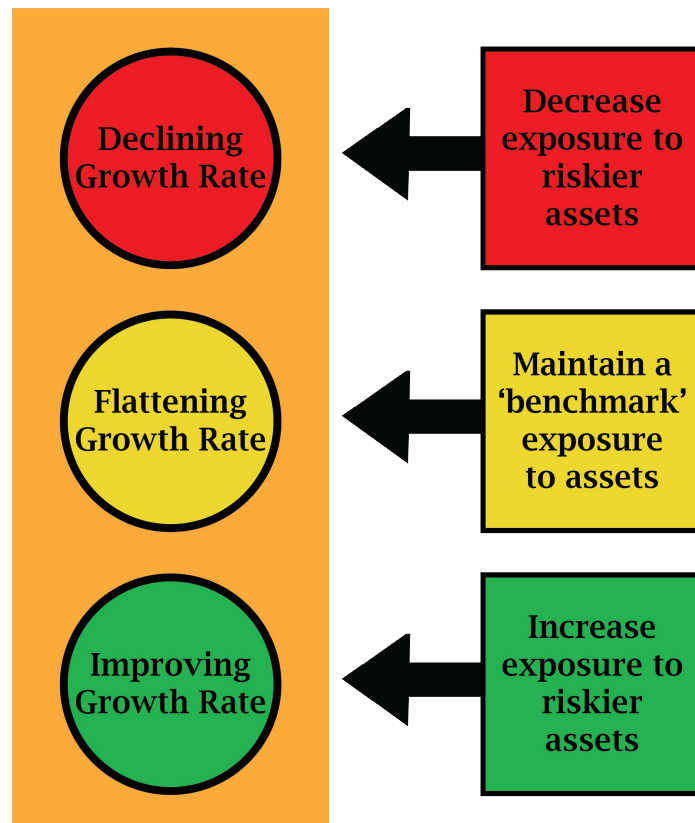 Declining
Growth Rate
Decrease
exposure to
riskier
assets
Flattening
Growth Rate
Maintain a
‘benchmark’
exposure
to assets
Improving
Growth Rate
Increase
exposure to
riskier
assets